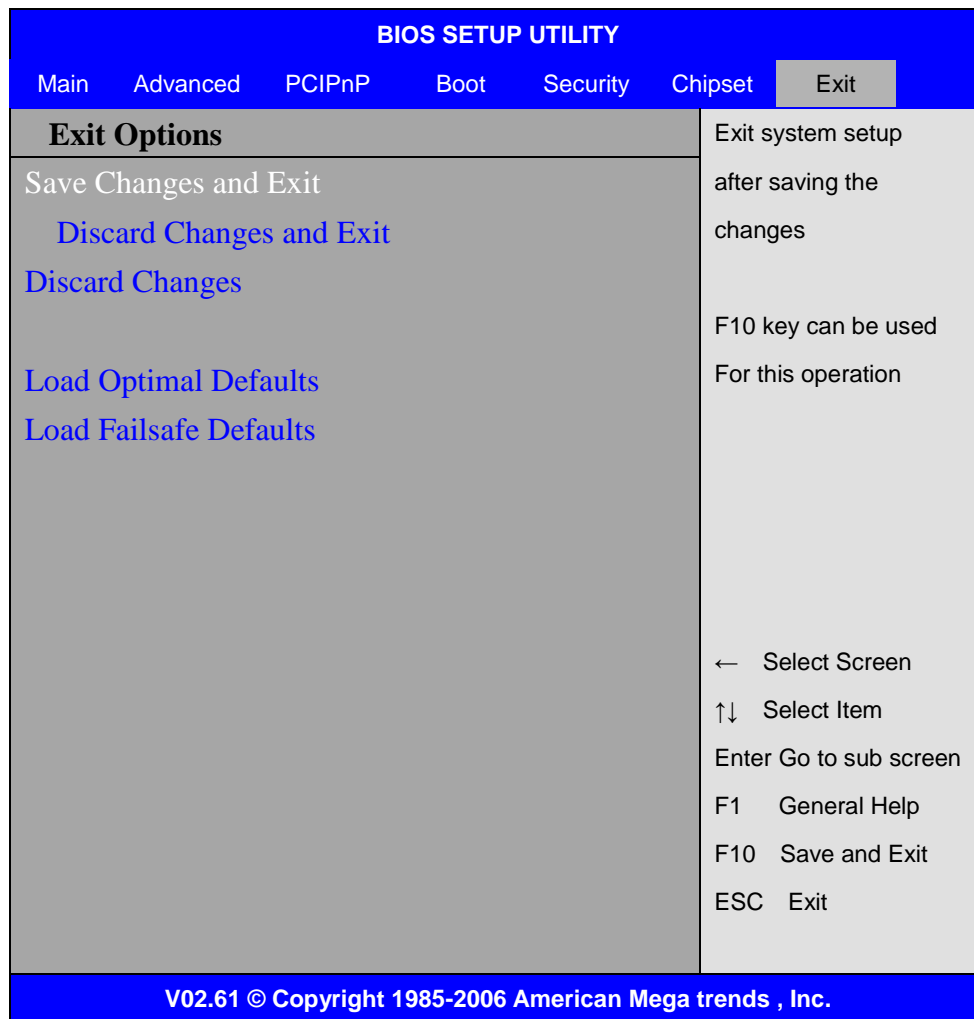 BIOS SETUP UTILITY
Main Advanced PCIPnP Boot Security Chipset Exit
Exit Options
Save Changes and Exit
Discard Changes and Exit
Discard Changes
Load Optimal Defaults
Load Failsafe Defaults
Exit system setup
after saving the
changes
F10 key can be used
For this operation
← Select Screen
↑↓ Select Item
Enter Go to sub screen
F1 General Help
F10 Save and Exit
ESC Exit
V02.61 © Copyright 1985-2006 American Mega trends , Inc.